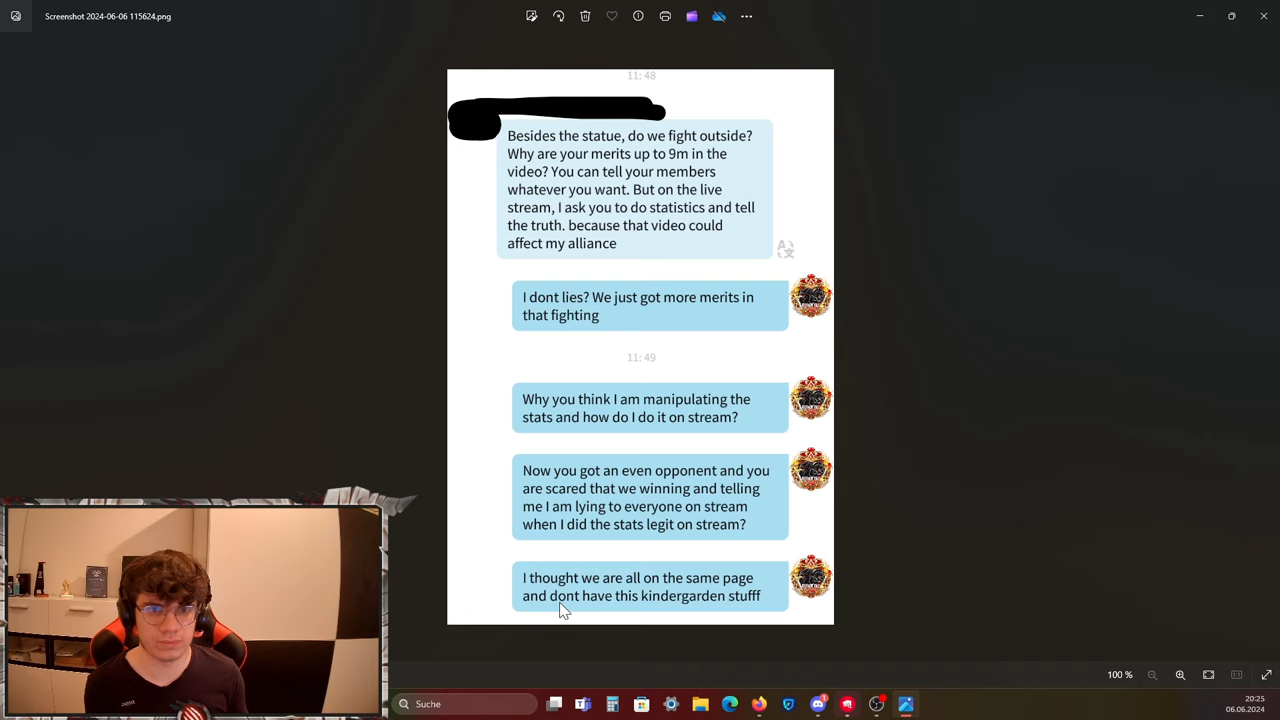 Screenshot 2024-06-06 115624.png
11: 48
Besides the statue, do we fight outside?
Why are your merits up to 9m in the
video? You can tell your members
whatever you want. But on the live
stream, I ask you to do statistics and tell
the truth. because that video could
affect my alliance
I dont lies? We just got more merits in
that fighting
11: 49
Why you think I am manipulating the
stats and how do I do it on stream?
Now you got an even opponent and you
are scared that we winning and telling
me I am lying to everyone on stream
when I did the stats legit on stream?
I thought we are all on the same page
and dont have this kindergarden stufff
100 %
Suche
20:25
06.06.2024